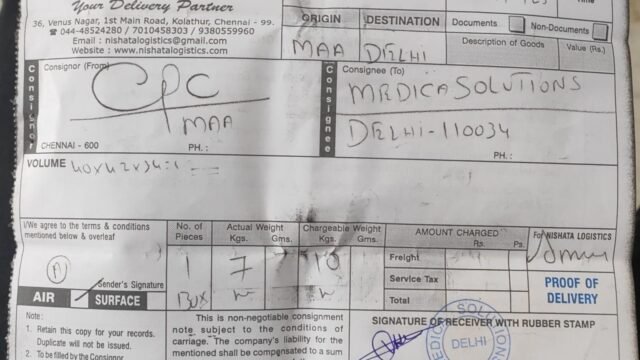 Your Delivery Partner
36, Venus Nagar, 1st Main Road, Kolathur, Chennai - 99.
☎ 044-48524280 / 7010458303 / 9380559960
Email : nishatalogistics@gmail.com
Website : www.nishatalogistics.com
ORIGIN DESTINATION
MAA DELHI
Documents Non-Documents
Description of Goods Value (Rs.)
Consignor
Consignor (From)
CPC
MAA
CHENNAI - 600 PH. :
Consignee
Consignee (To)
MEDICA SOLUTIONS
DELHI-110034
PH. :
VOLUME 40x42x34=1
I/We agree to the terms & conditions
mentioned below & overleaf
Sender's Signature
AIR SURFACE
No. of Pieces
1
BOX
Actual Weight
Kgs. Gms.
7
Chargeable Weight
Kgs. Gms.
10
AMOUNT CHARGED
Rs. Ps.
Freight
Service Tax
Total
For NISHATA LOGISTICS
PROOF OF
DELIVERY
Note :
1. Retain this copy for your records.
Duplicate will not be issued.
2. To be filled by the Consignor
This is non-negotiable consignment
note subject to the conditions of
carriage. The company's liability for
the mentioned shall be compensated to a sum
SIGNATURE OF RECEIVER WITH RUBBER STAMP
DELHI